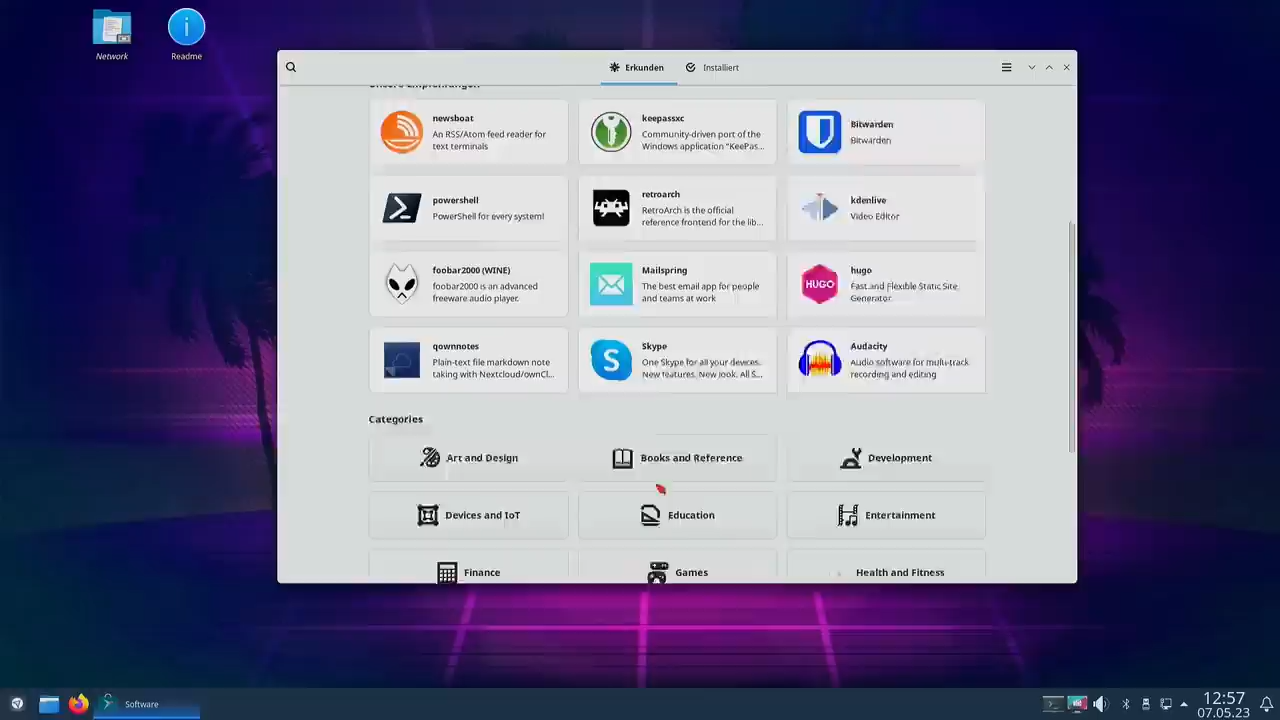 Network
Readme
Erkunden
Installiert
Unsere Empfehlungen
newsboat
An RSS/Atom feed reader for
text terminals
keepassxc
Community-driven port of the
Windows application "KeePas...
Bitwarden
Bitwarden
powershell
PowerShell for every system!
retroarch
RetroArch is the official
reference frontend for the lib...
kdenlive
Video Editor
foobar2000 (WINE)
foobar2000 is an advanced
freeware audio player.
Mailspring
The best email app for people
and teams at work
HUGO
hugo
Fast and Flexible Static Site
Generator.
qownnotes
Plain-text file markdown note
taking with Nextcloud/ownCl...
Skype
One Skype for all your devices.
New features. New look. All S...
Audacity
Audio software for multi-track
recording and editing
Categories
Art and Design
Books and Reference
Development
Devices and IoT
Education
Entertainment
Finance
Games
Health and Fitness
Software
12:57
07.05.23